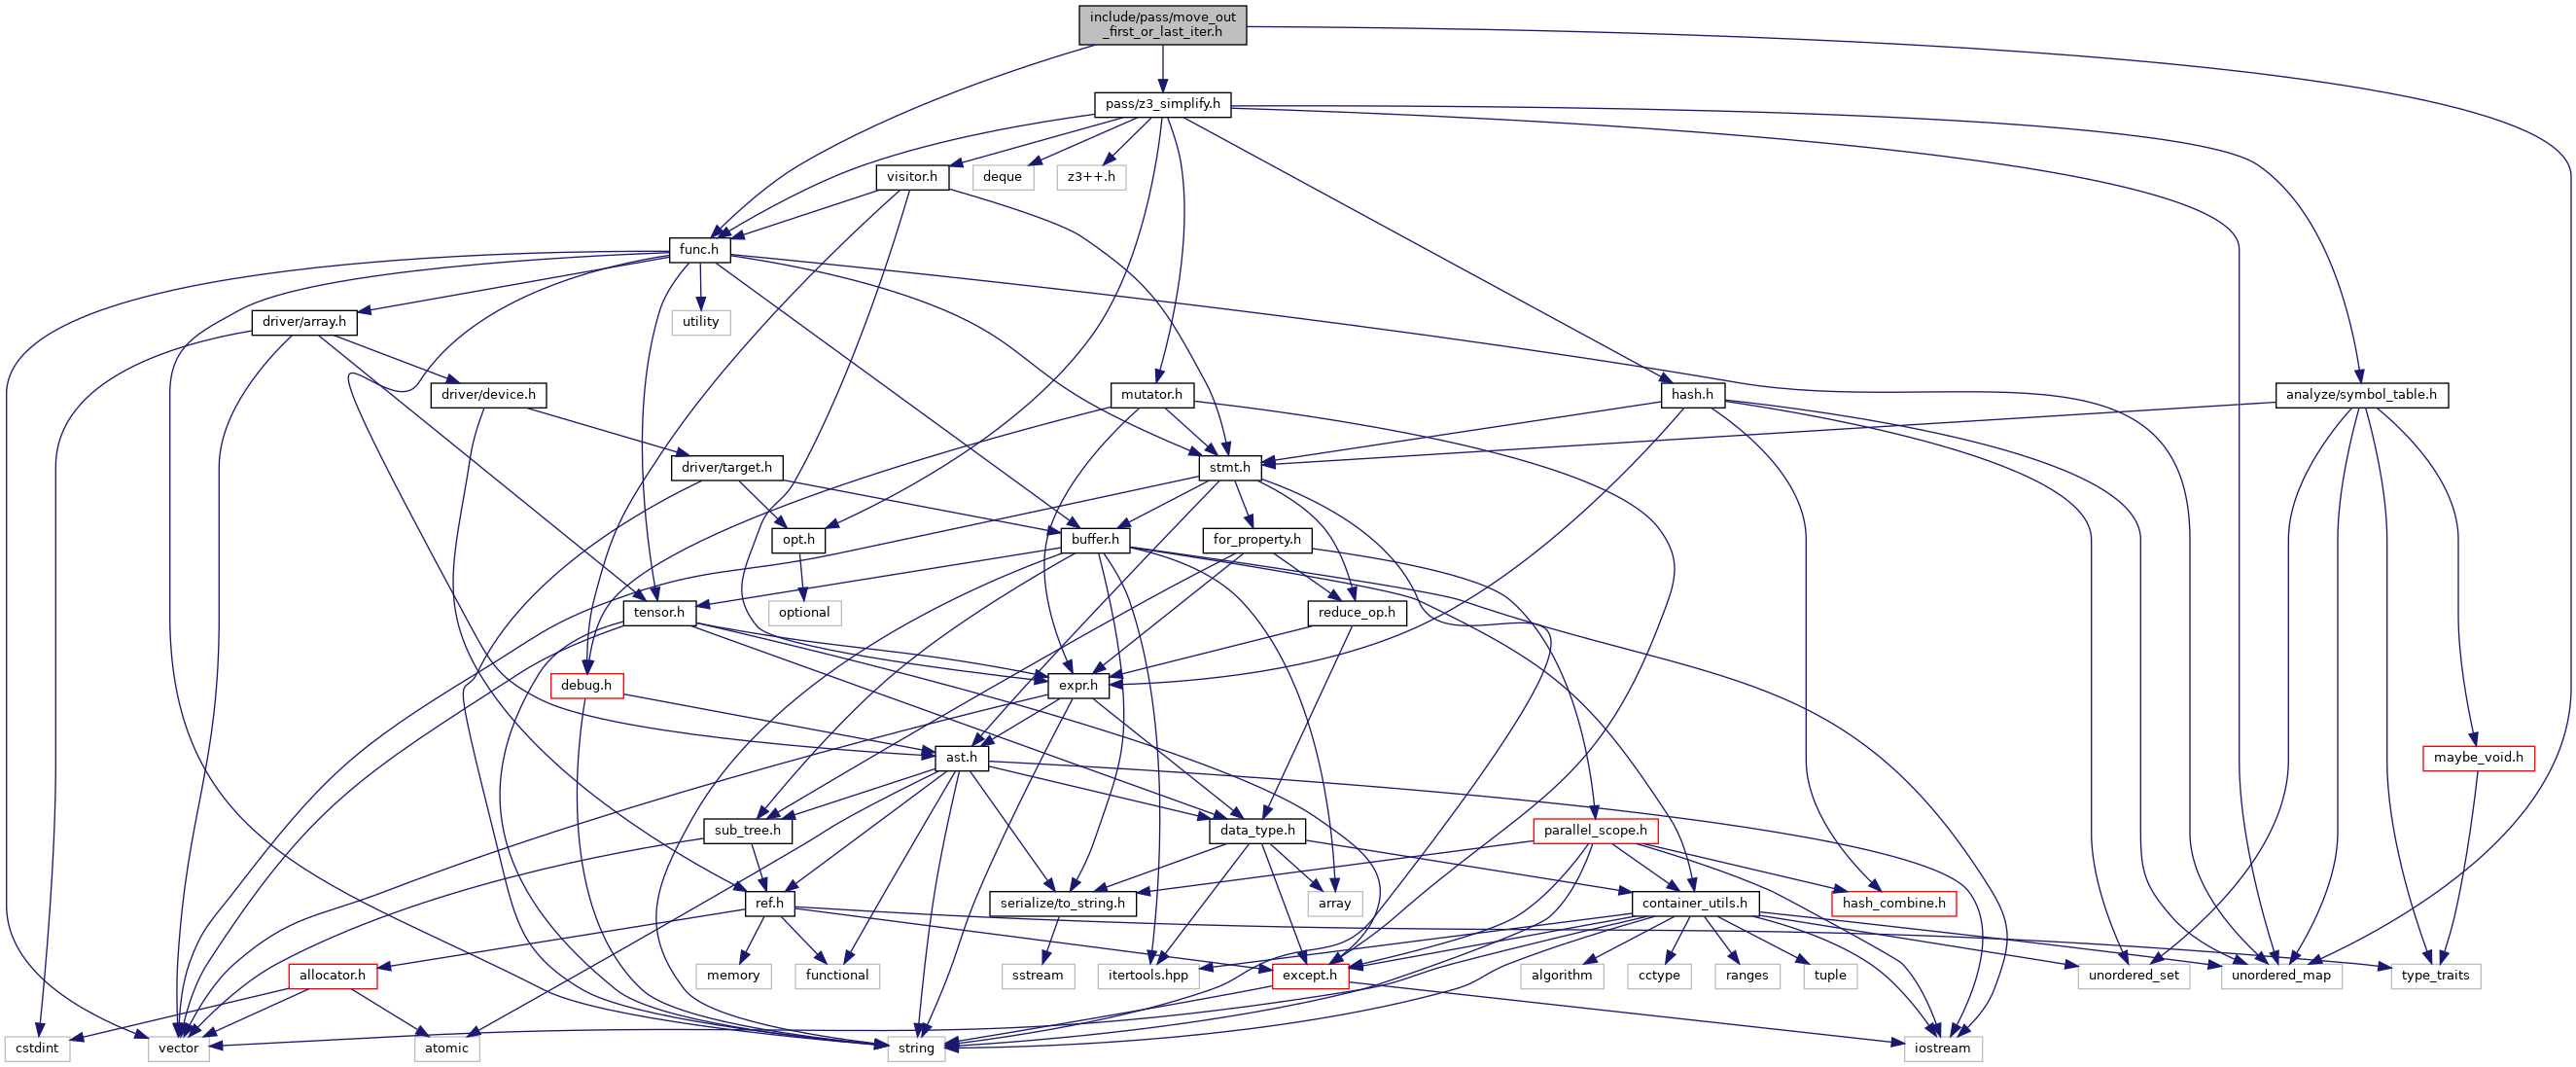 include/pass/move_out
_first_or_last_iter.h
pass/z3_simplify.h
visitor.h
deque
z3++.h
func.h
driver/array.h
utility
driver/device.h
mutator.h
hash.h
analyze/symbol_table.h
driver/target.h
stmt.h
opt.h
buffer.h
for_property.h
tensor.h
optional
reduce_op.h
debug.h
expr.h
ast.h
maybe_void.h
sub_tree.h
data_type.h
parallel_scope.h
ref.h
serialize/to_string.h
array
container_utils.h
hash_combine.h
allocator.h
memory
functional
sstream
itertools.hpp
except.h
algorithm
cctype
ranges
tuple
unordered_set
unordered_map
type_traits
cstdint
vector
atomic
string
iostream